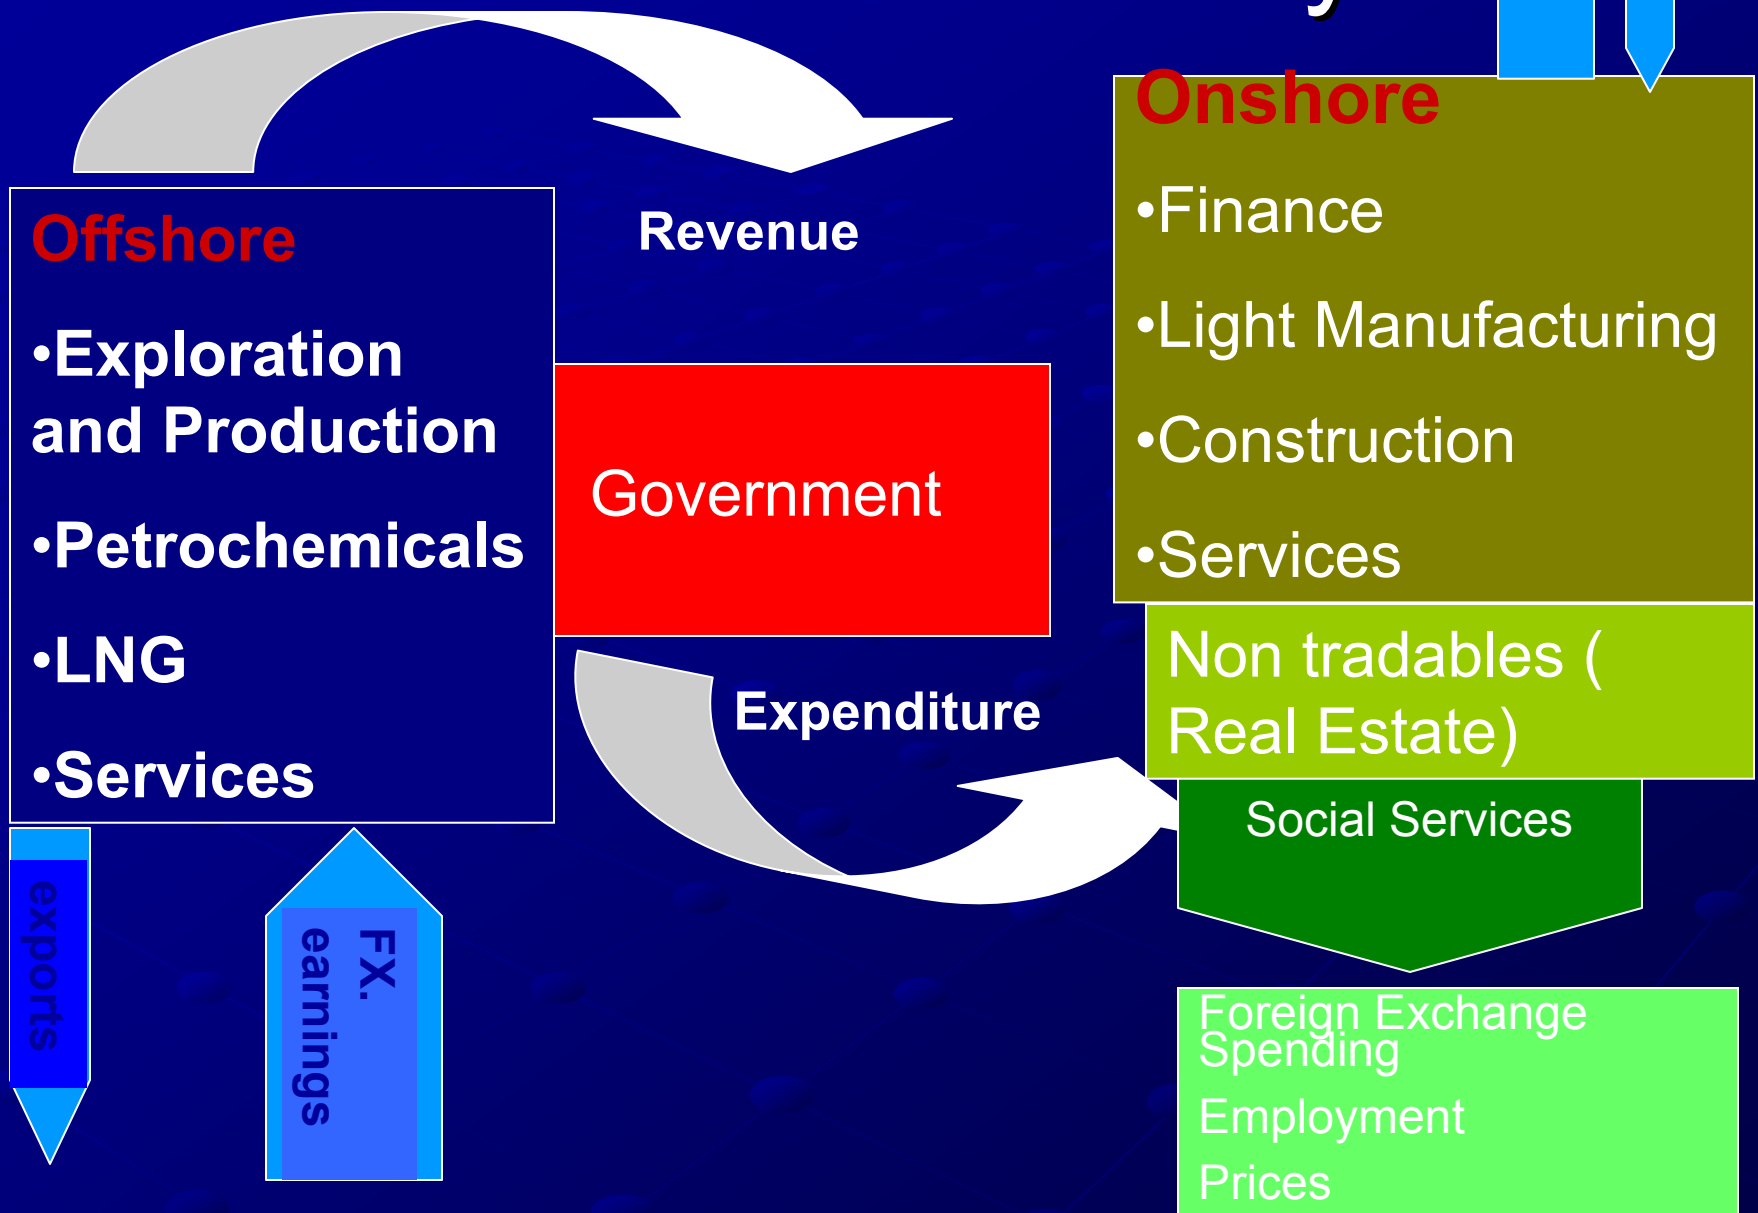 Offshore
•Exploration
and Production
•Petrochemicals
•LNG
•Services
exports
FX.
earnings
Revenue
Government
Expenditure
Onshore
•Finance
•Light Manufacturing
•Construction
•Services
Non tradables (
Real Estate)
Social Services
Foreign Exchange
Spending
Employment
Prices